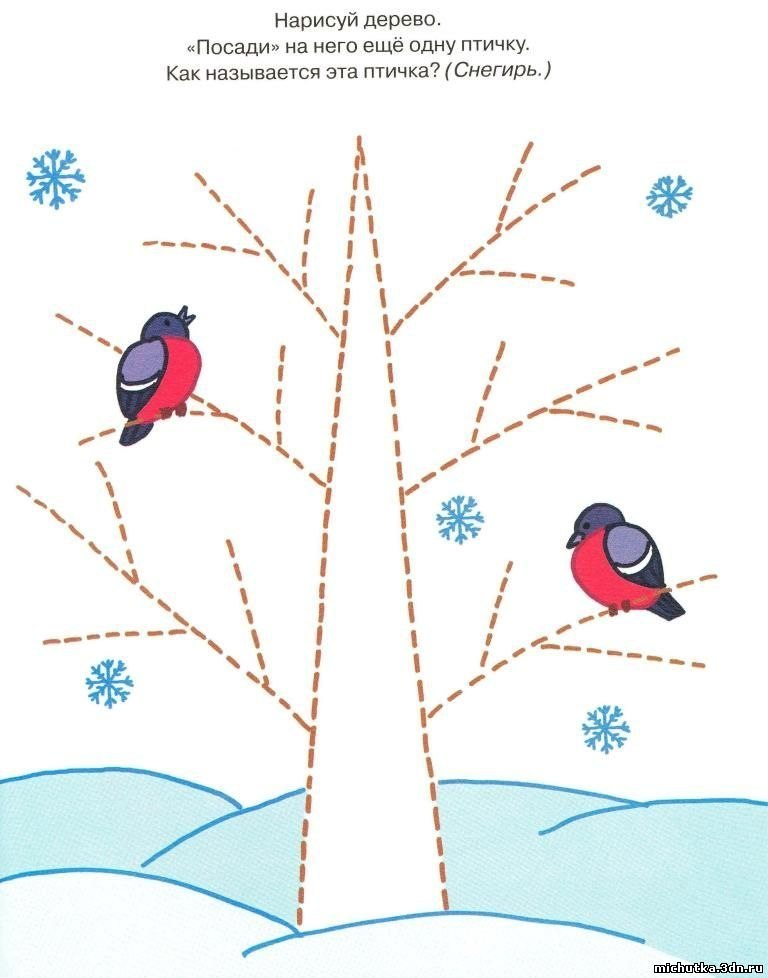 Нарисуй дерево.
«Посади» на него ещё одну птичку.
Как называется эта птичка? (Снегирь.)
michutka.3dn.ru